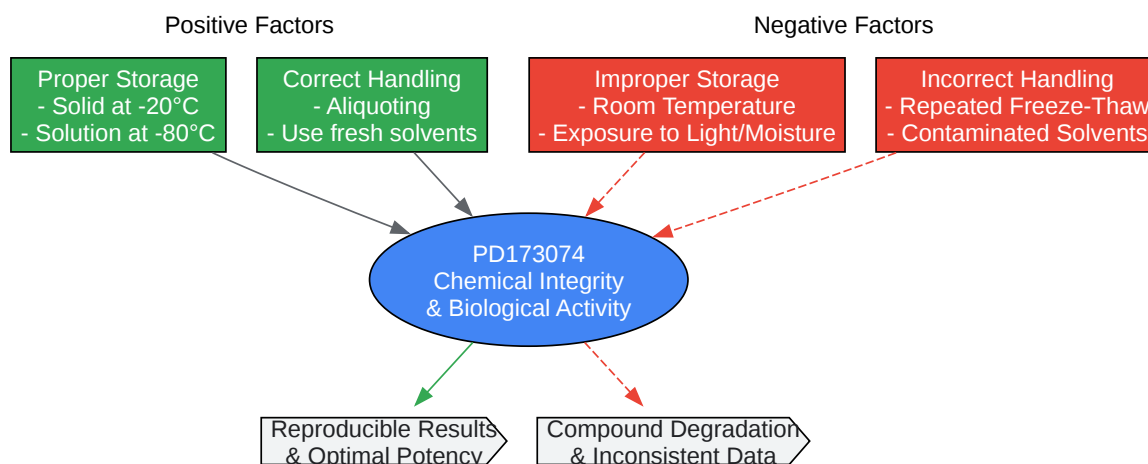 Positive Factors
Negative Factors
Proper Storage
- Solid at -20°C
- Solution at -80°C
Correct Handling
- Aliquoting
- Use fresh solvents
Improper Storage
- Room Temperature
- Exposure to Light/Moisture
Incorrect Handling
- Repeated Freeze-Thaw
- Contaminated Solvents
PD173074
Chemical Integrity
& Biological Activity
Reproducible Results
& Optimal Potency
Compound Degradation
& Inconsistent Data